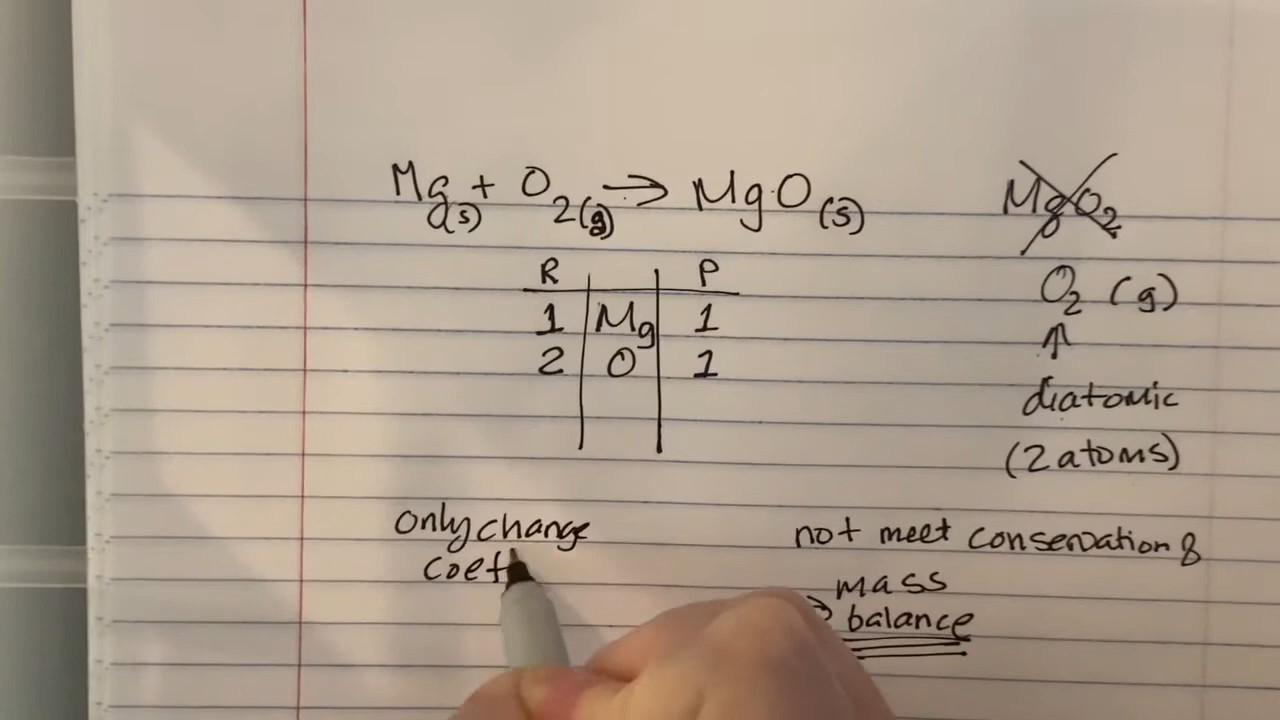 Mg(s) + O2(g) → MgO(s)
MgO2
R P
1 Mg 1
2 O 1
O2 (g)
↑
diatomic
(2 atoms)
only change
coef
not meet conservation of
mass
→ balance